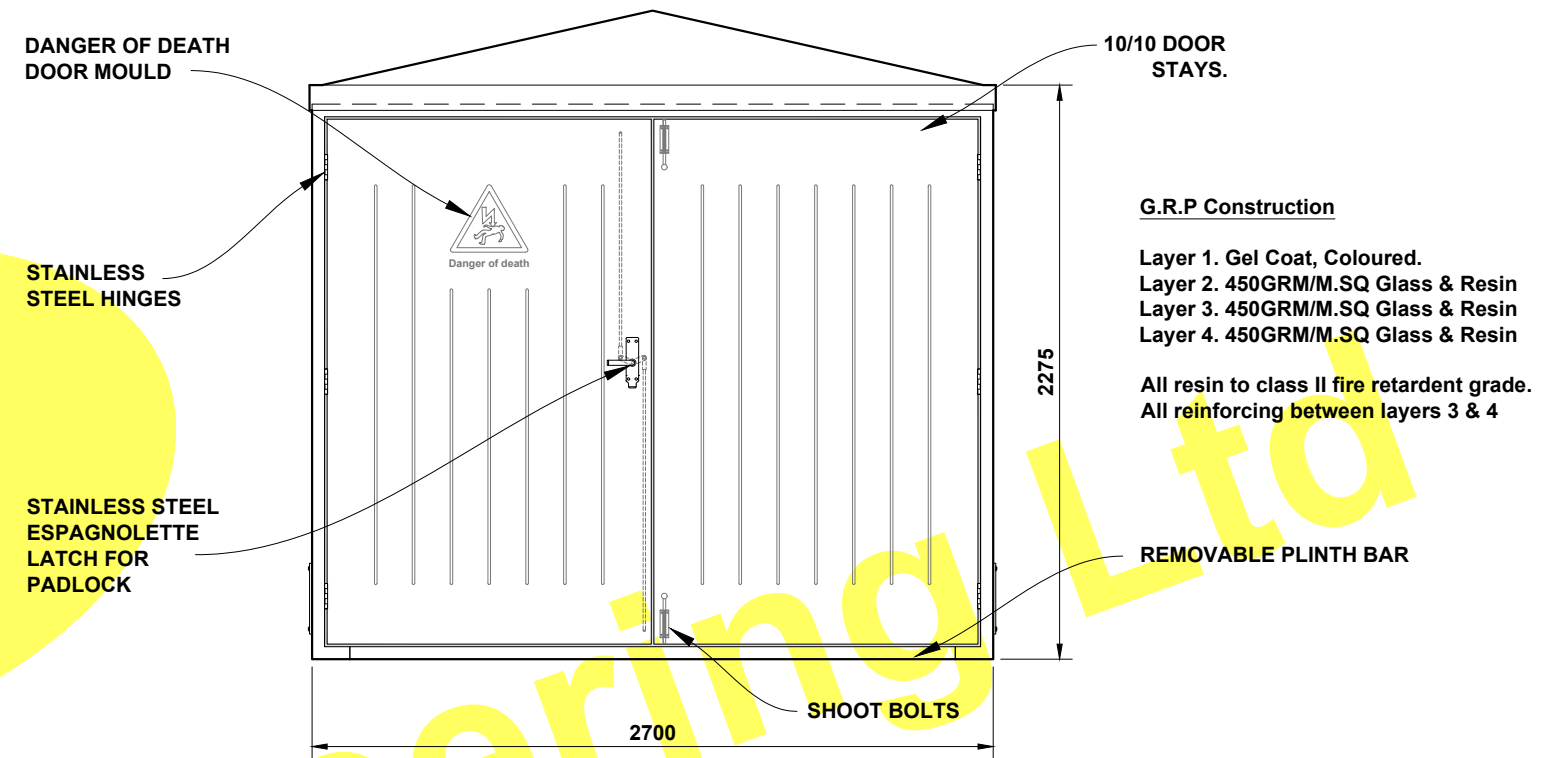 DANGER OF DEATH
DOOR MOULD
10/10 DOOR
STAYS.
Danger of death
STAINLESS
STEEL HINGES
G.R.P Construction
Layer 1. Gel Coat, Coloured.
Layer 2. 450GRM/M.SQ Glass & Resin
Layer 3. 450GRM/M.SQ Glass & Resin
Layer 4. 450GRM/M.SQ Glass & Resin
All resin to class II fire retardent grade.
All reinforcing between layers 3 & 4
2275
STAINLESS STEEL
ESPAGNOLETTE
LATCH FOR
PADLOCK
REMOVABLE PLINTH BAR
SHOOT BOLTS
2700
ering Ltd